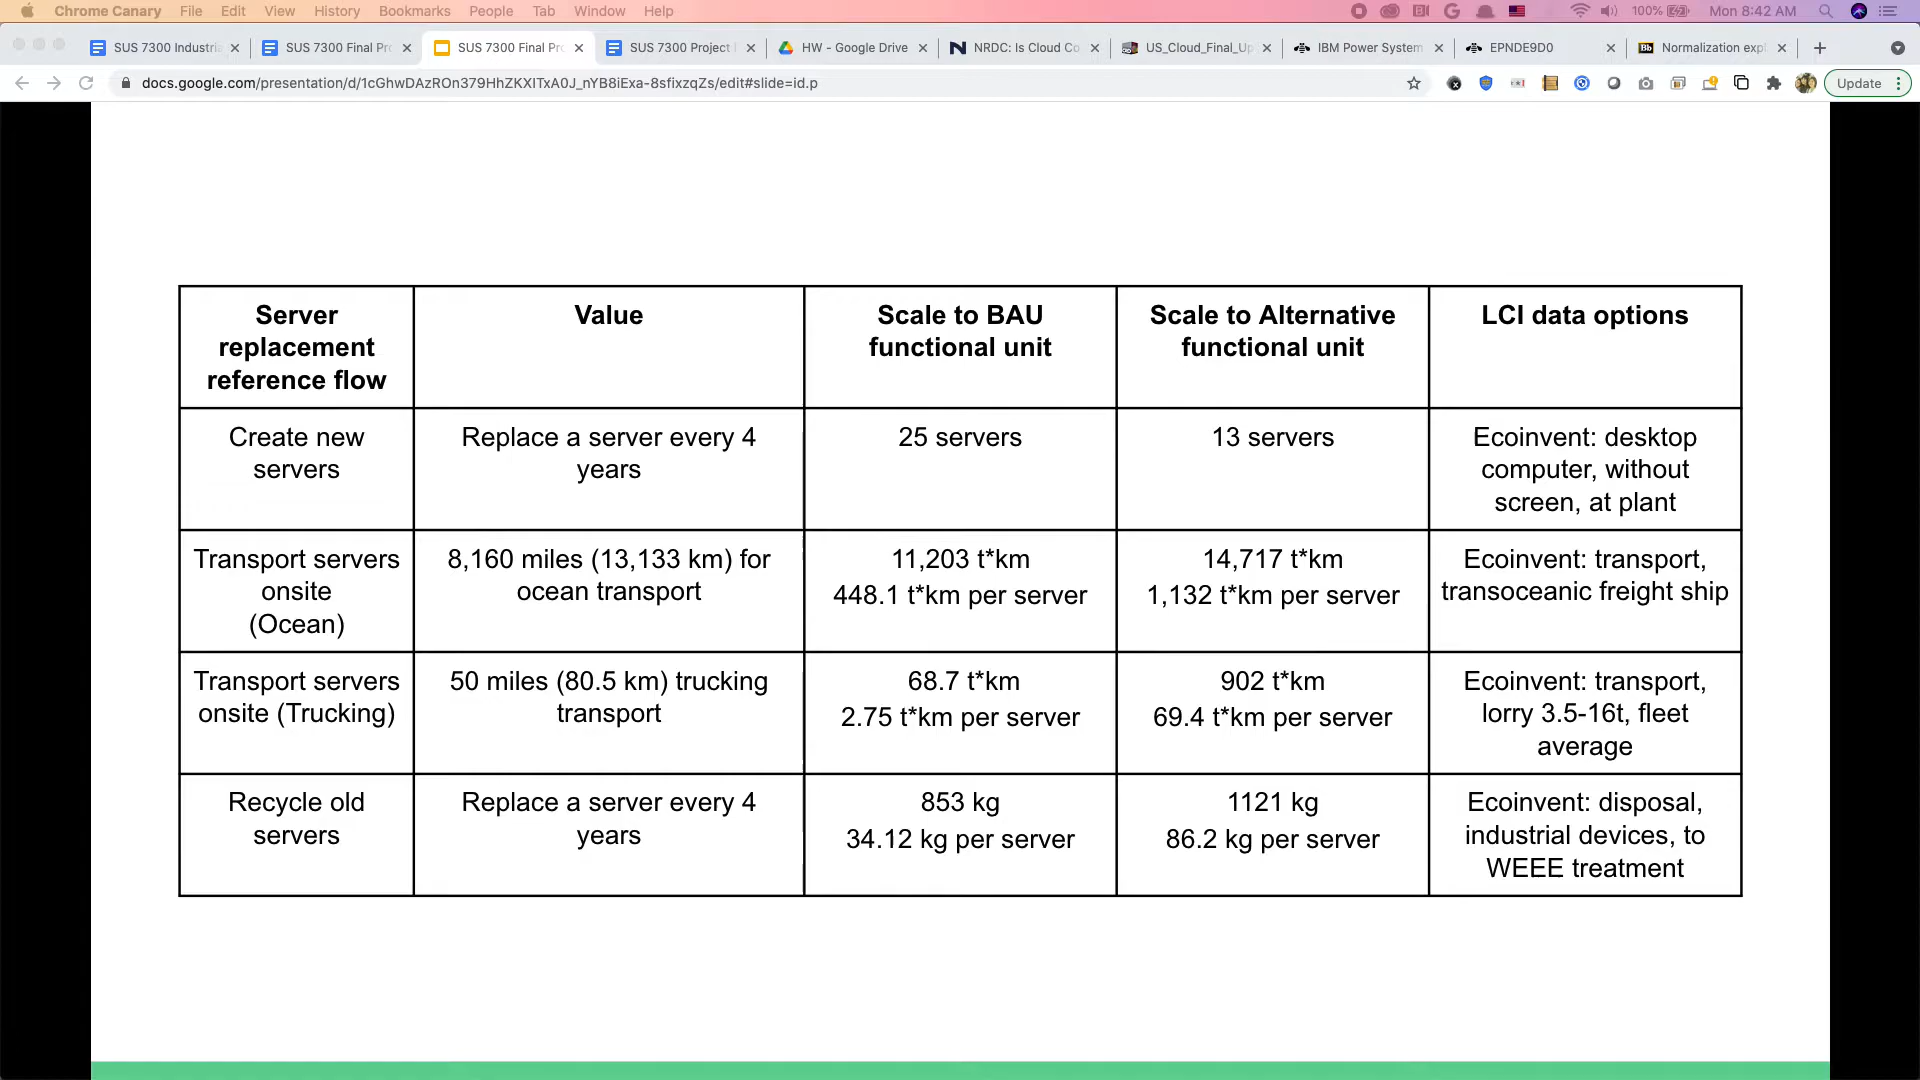 Chrome Canary File Edit View History Bookmarks People Tab Window Help 100% Mon 8:42 AM
SUS 7300 Industria SUS 7300 Final Pro SUS 7300 Final Pro SUS 7300 Project HW - Google Drive NRDC: Is Cloud Co US_Cloud_Final_Up IBM Power System EPNDE9D0 Bb Normalization exp
docs.google.com/presentation/d/1cGhwDAzROn379HhZKXITxA0J_nYB8iExa-8sfixzqZs/edit#slide=id.p Update
Server
replacement
reference flow
Value
Scale to BAU
functional unit
Scale to Alternative
functional unit
LCI data options
Create new
servers
Replace a server every 4
years
25 servers
13 servers
Ecoinvent: desktop
computer, without
screen, at plant
Transport servers
onsite
(Ocean)
8,160 miles (13,133 km) for
ocean transport
11,203 t*km
448.1 t*km per server
14,717 t*km
1,132 t*km per server
Ecoinvent: transport,
transoceanic freight ship
Transport servers
onsite (Trucking)
50 miles (80.5 km) trucking
transport
68.7 t*km
2.75 t*km per server
902 t*km
69.4 t*km per server
Ecoinvent: transport,
lorry 3.5-16t, fleet
average
Recycle old
servers
Replace a server every 4
years
853 kg
34.12 kg per server
1121 kg
86.2 kg per server
Ecoinvent: disposal,
industrial devices, to
WEEE treatment